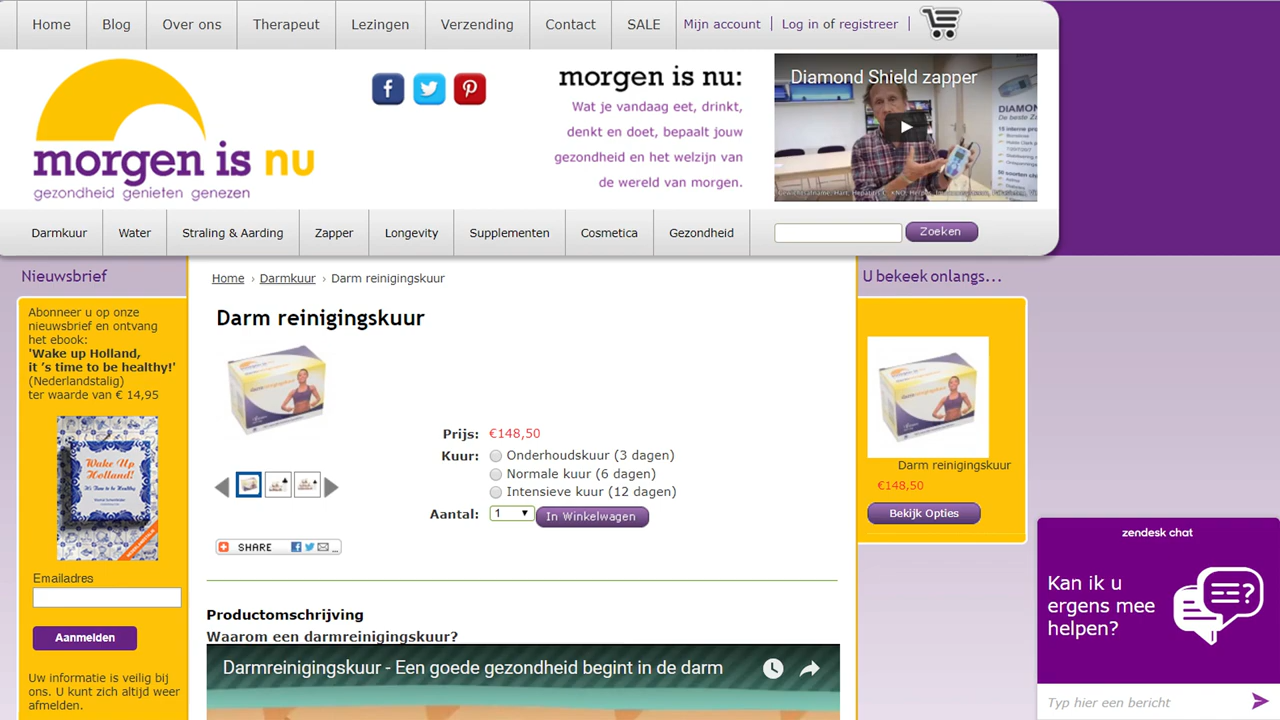 Home Blog Over ons Therapeut Lezingen Verzending Contact SALE Mijn account Log in of registreer
morgen is nu
gezondheid genieten genezen
morgen is nu:
Wat je vandaag eet, drinkt,
denkt en doet, bepaalt jouw
gezondheid en het welzijn van
de wereld van morgen.
Diamond Shield zapper
Darmkuur Water Straling & Aarding Zapper Longevity Supplementen Cosmetica Gezondheid Zoeken
Nieuwsbrief
Abonneer u op onze
nieuwsbrief en ontvang
het ebook:
'Wake up Holland,
it 's time to be healthy!'
(Nederlandstalig)
ter waarde van € 14,95
Wake Up
Holland!
It's Time to be Healthy
Emailadres
Aanmelden
Uw informatie is veilig bij
ons. U kunt zich altijd weer
afmelden.
Home › Darmkuur › Darm reinigingskuur
Darm reinigingskuur
Prijs: €148,50
Kuur: Onderhoudskuur (3 dagen)
Normale kuur (6 dagen)
Intensieve kuur (12 dagen)
Aantal: 1 In Winkelwagen
SHARE
Productomschrijving
Waarom een darmreinigingskuur?
Darmreinigingskuur - Een goede gezondheid begint in de darm
U bekeek onlangs...
Darm reinigingskuur
€148,50
Bekijk Opties
zendesk chat
Kan ik u
ergens mee
helpen?
Typ hier een bericht